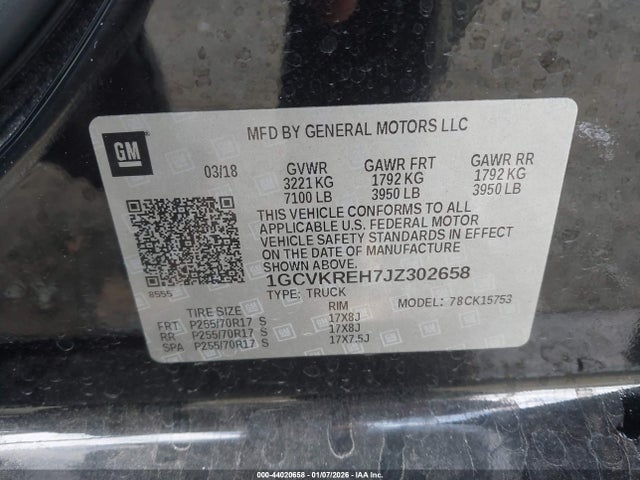 MFD BY GENERAL MOTORS LLC
GM
03/18 GVWR GAWR FRT GAWR RR
3221 KG 1792 KG 1792 KG
7100 LB 3950 LB 3950 LB
THIS VEHICLE CONFORMS TO ALL
APPLICABLE U.S. FEDERAL MOTOR
VEHICLE SAFETY STANDARDS IN EFFECT
ON THE DATE OF MANUFACTURE
SHOWN ABOVE.
8555 1GCVKREH7JZ302658
TYPE: TRUCK MODEL: 78CK15753
TIRE SIZE RIM
FRT P255/70R17 S 17X8J
RR P255/70R17 S 17X8J
SPA P255/70R17 S 17X7.5J
000-44020658 - 01/07/2026 - IAA Inc.